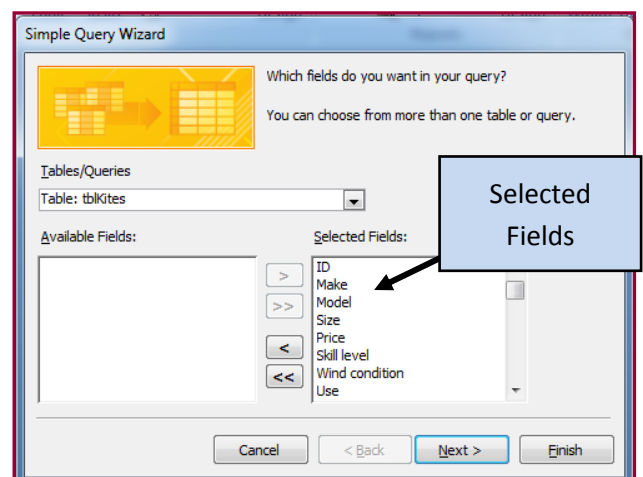 Simple Query Wizard
Which fields do you want in your query?
You can choose from more than one table or query.
Tables/Queries
Table: tblKites
Available Fields:
Selected Fields:
Selected
Fields
>
>>
<
<<
ID
Make
Model
Size
Price
Skill level
Wind condition
Use
Cancel
< Back
Next >
Finish